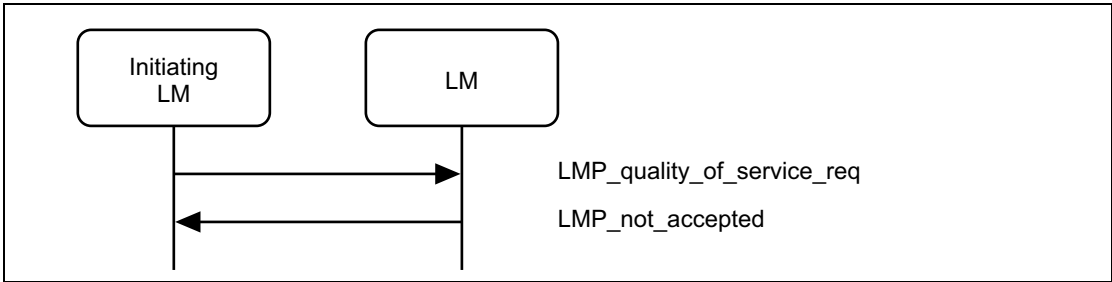 Initiating
LM
LM
LMP_quality_of_service_req
LMP_not_accepted